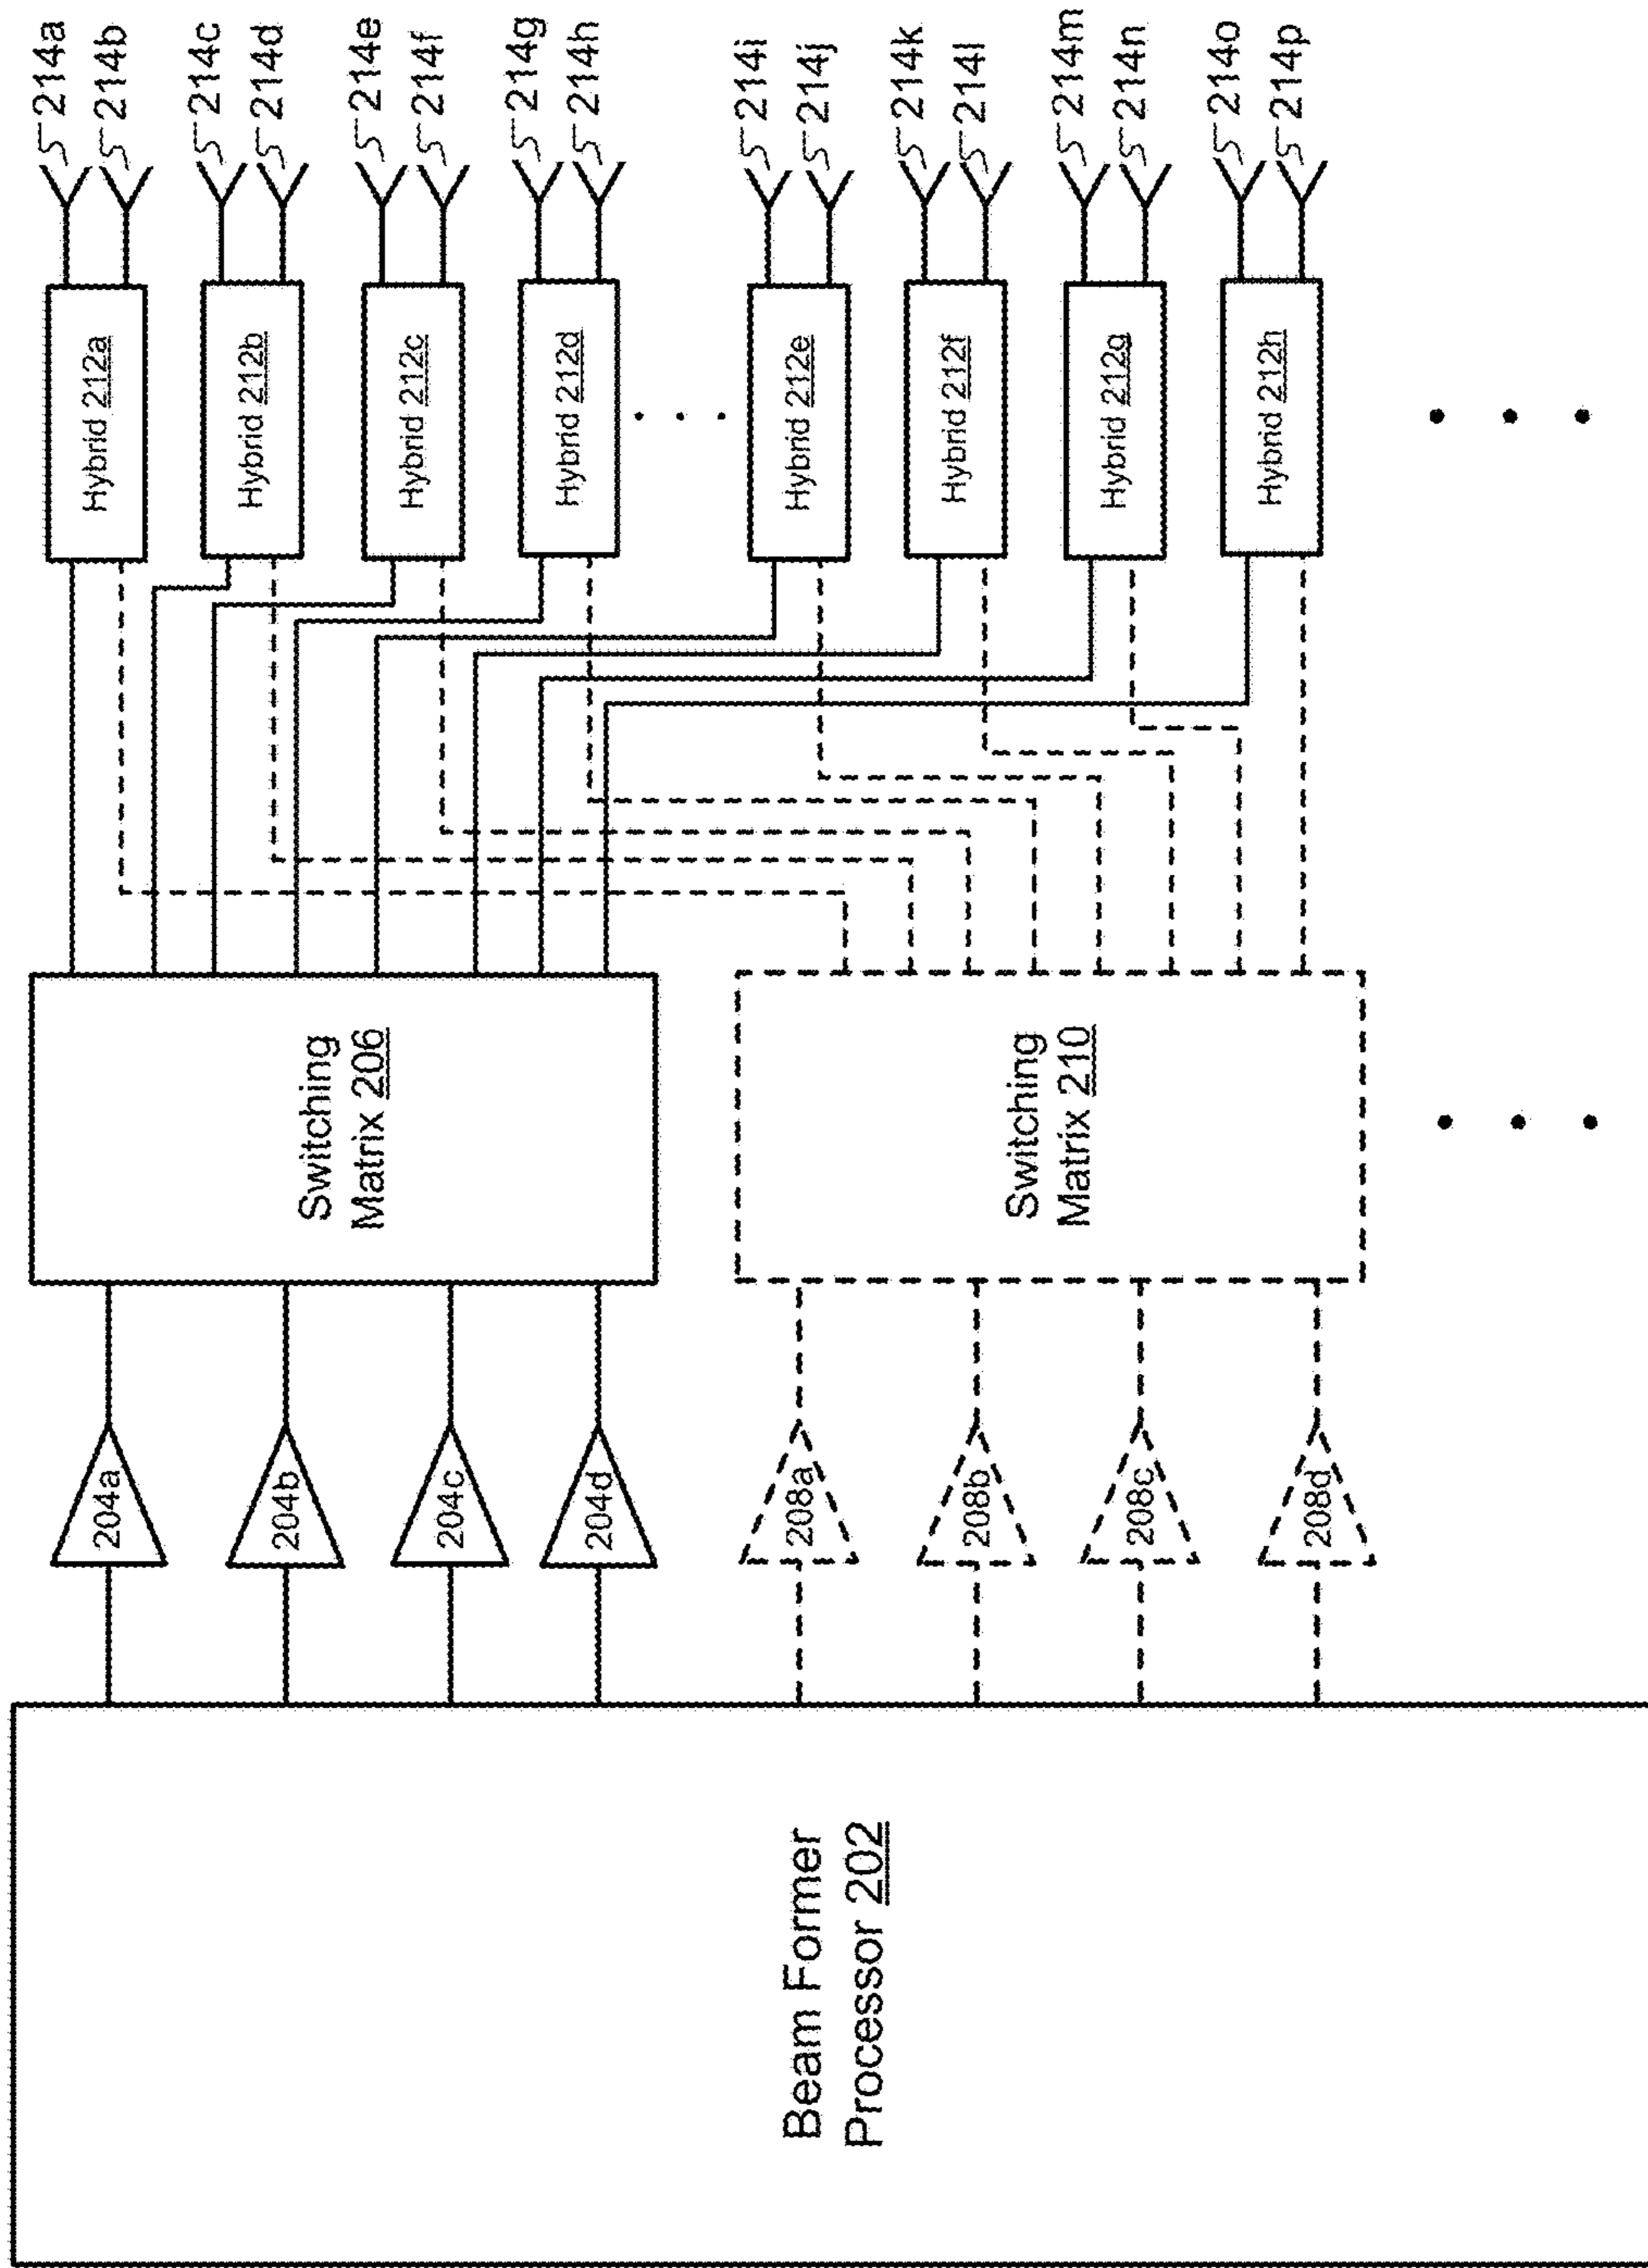 Beam Former
Processor 202
204a
204b
204c
204d
208a
208b
208c
208d
Switching
Matrix 206
Switching
Matrix 210
Hybrid 212a
Hybrid 212b
Hybrid 212c
Hybrid 212d
Hybrid 212e
Hybrid 212f
Hybrid 212g
Hybrid 212h
214a
214b
214c
214d
214e
214f
214g
214h
214i
214j
214k
214l
214m
214n
214o
214p